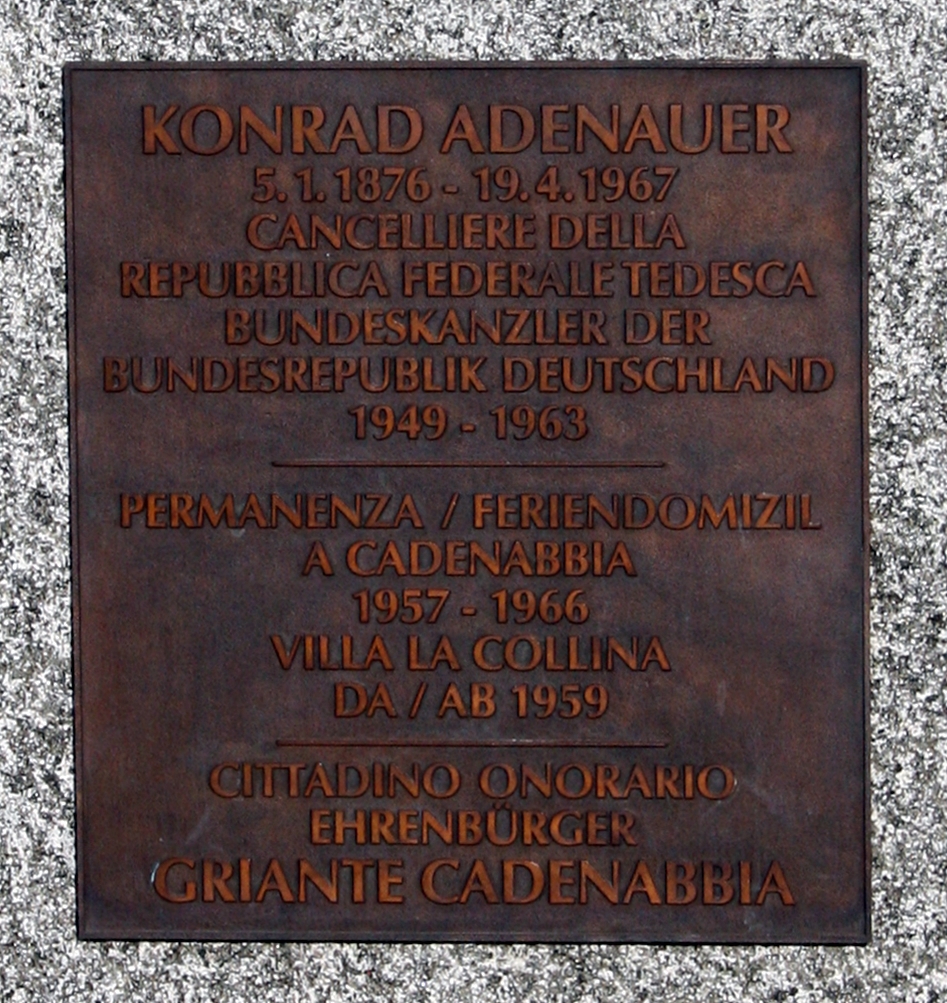 KONRAD ADENAUER
5.1.1876 - 19.4.1967
CANCELLIERE DELLA
REPUBBLICA FEDERALE TEDESCA
BUNDESKANZLER DER
BUNDESREPUBLIK DEUTSCHLAND
1949 - 1963
PERMANENZA / FERIENDOMIZIL
A CADENABBIA
1957 - 1966
VILLA LA COLLINA
DA / AB 1959
CITTADINO ONORARIO
EHRENBÜRGER
GRIANTE CADENABBIA